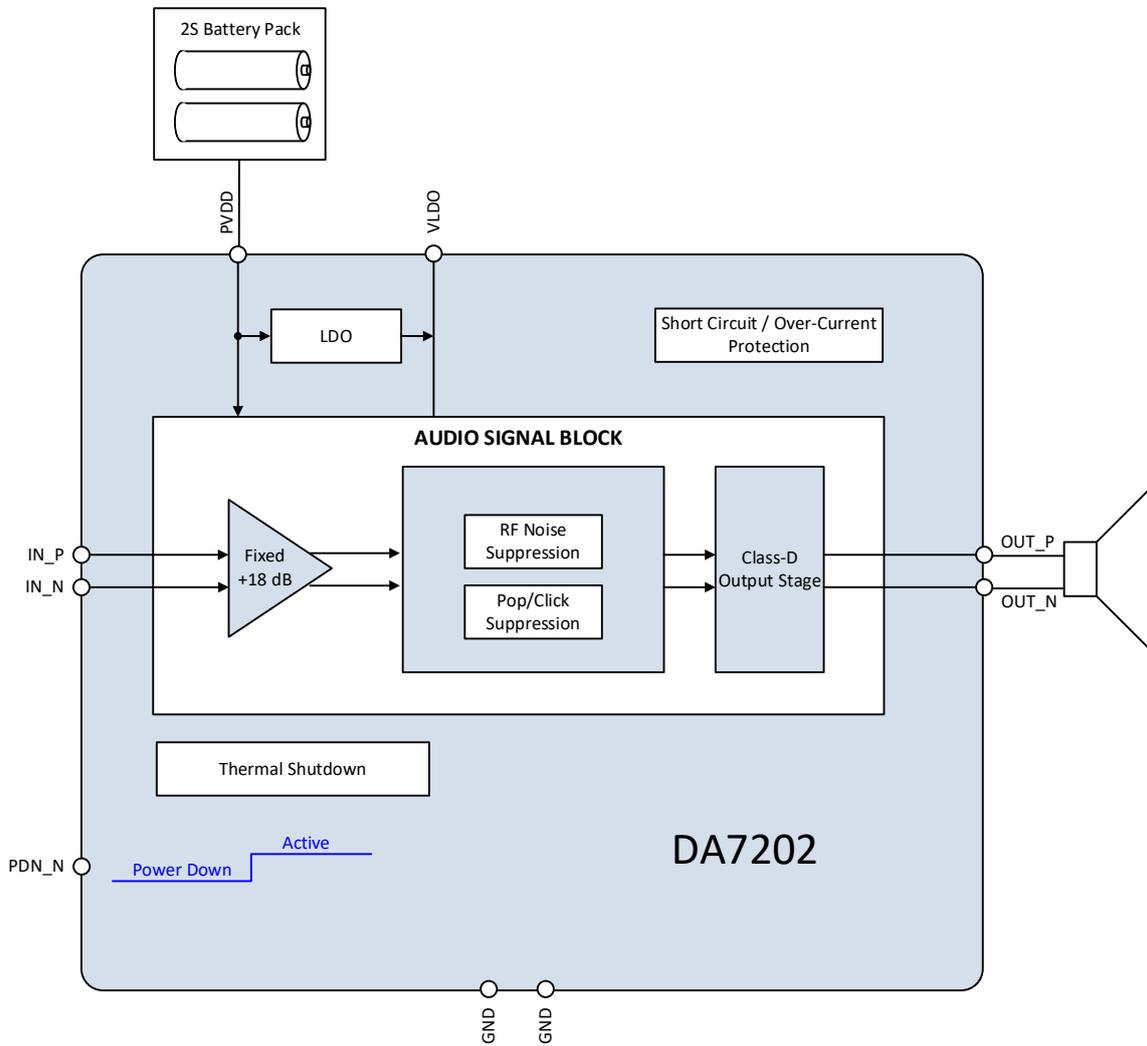 2S Battery Pack
PVDD
VLDO
LDO
Short Circuit / Over-Current
Protection
AUDIO SIGNAL BLOCK
IN_P
IN_N
Fixed
+18 dB
RF Noise
Suppression
Pop/Click
Suppression
Class-D
Output Stage
OUT_P
OUT_N
Thermal Shutdown
PDN_N
Power Down
Active
DA7202
GND
GND